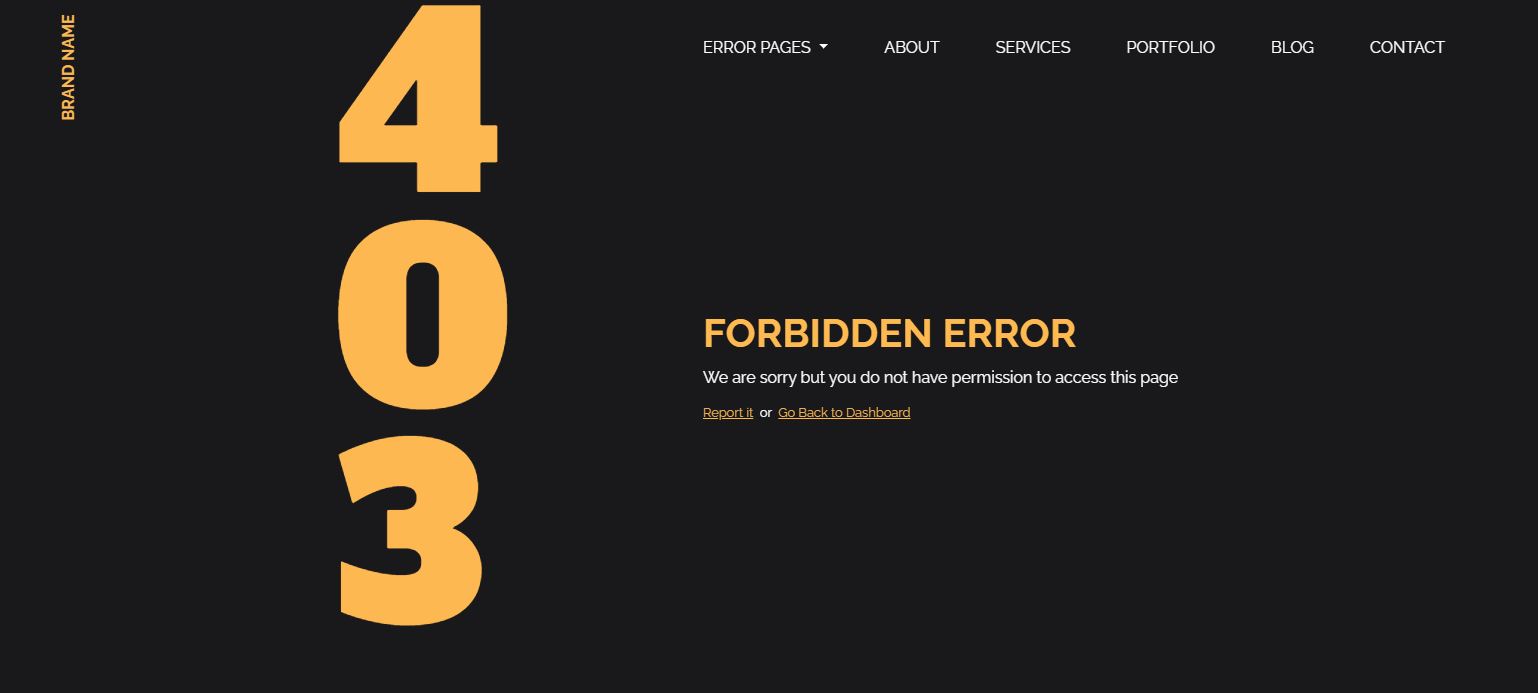 BRAND NAME
ERROR PAGES ABOUT SERVICES PORTFOLIO BLOG CONTACT
4
0
3
FORBIDDEN ERROR
We are sorry but you do not have permission to access this page
Report it or Go Back to Dashboard